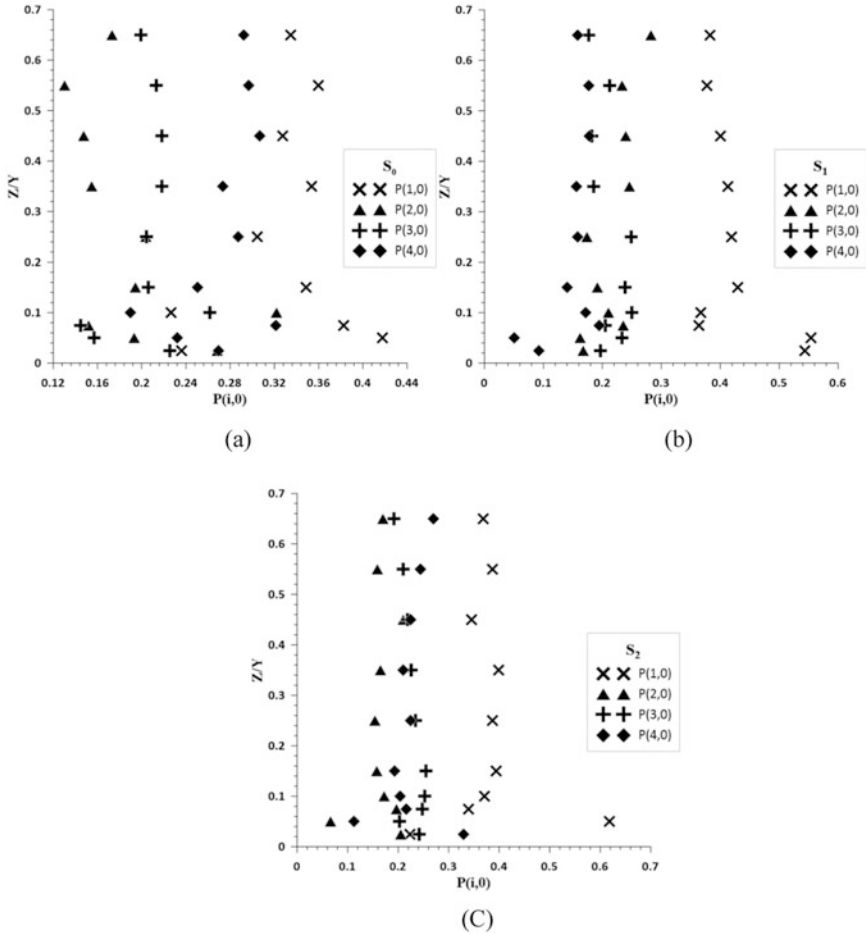 0.7
0.6
0.5
0.4
Z/Y
0.3
0.2
0.1
0
0.12 0.16 0.2 0.24 0.28 0.32 0.36 0.4 0.44
P(i,0)
S0
P(1,0)
P(2,0)
P(3,0)
P(4,0)
(a)
0.7
0.6
0.5
0.4
Z/Y
0.3
0.2
0.1
0
0 0.1 0.2 0.3 0.4 0.5 0.6
P(i,0)
S1
P(1,0)
P(2,0)
P(3,0)
P(4,0)
(b)
0.7
0.6
0.5
0.4
Z/Y
0.3
0.2
0.1
0
0 0.1 0.2 0.3 0.4 0.5 0.6 0.7
P(i,0)
S2
P(1,0)
P(2,0)
P(3,0)
P(4,0)
(C)